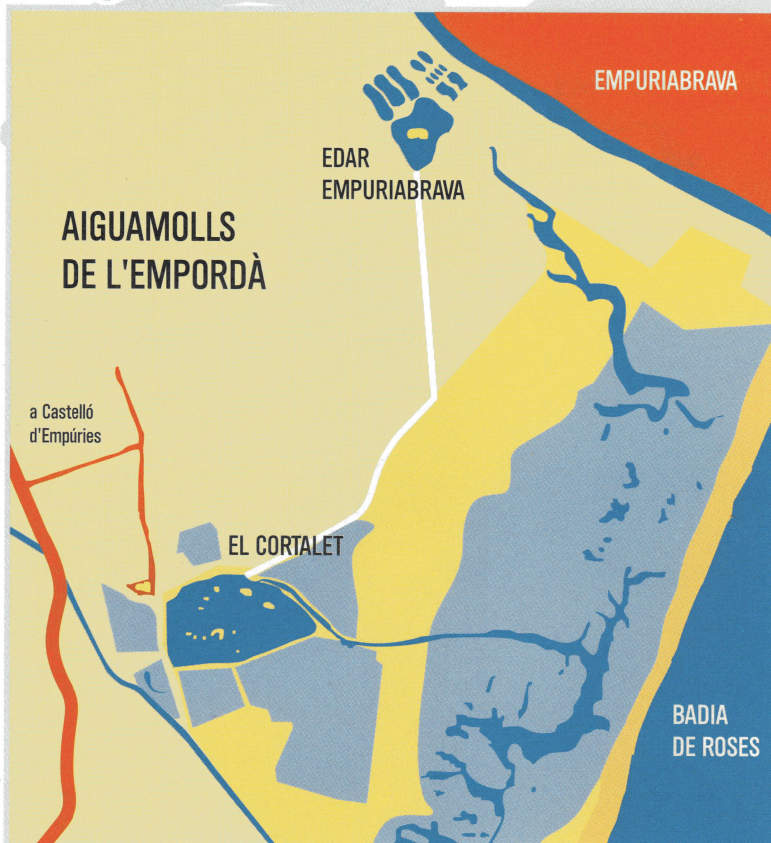 EMPURIABRAVA
EDAR
EMPURIABRAVA
AIGUAMOLLS
DE L'EMPORDÀ
a Castelló
d'Empúries
EL CORTALET
BADIA
DE ROSES